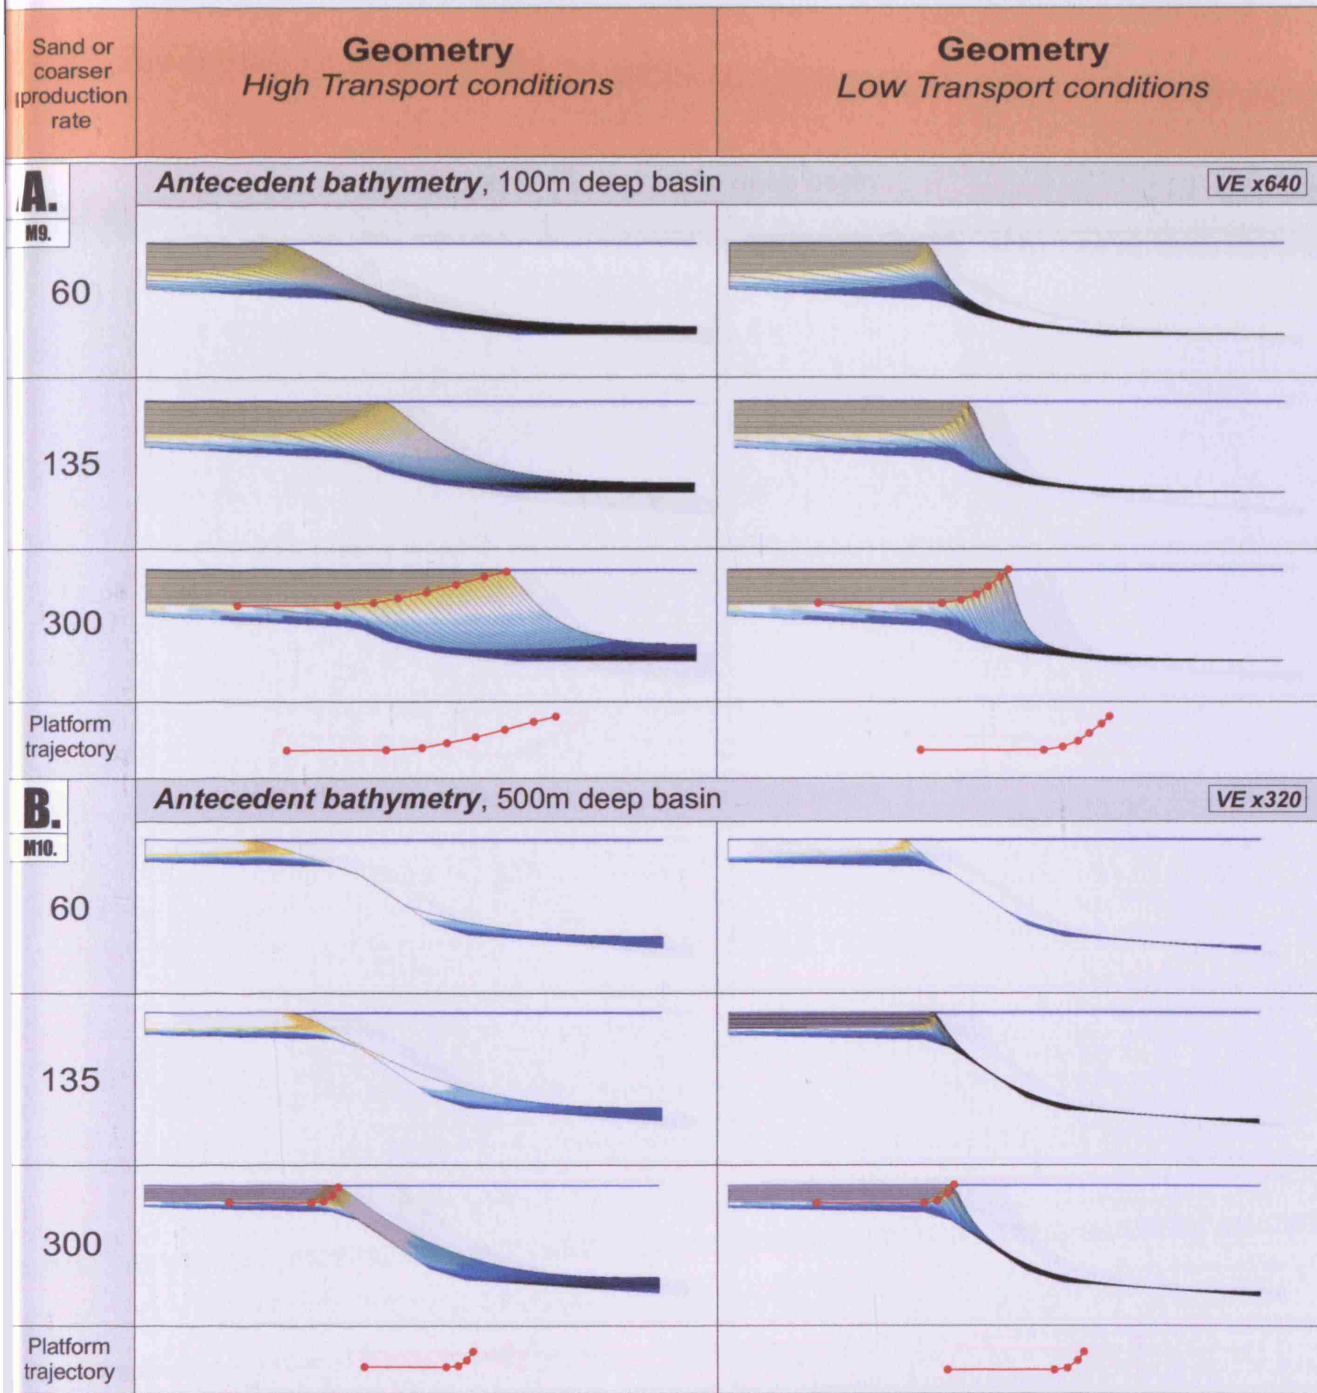 Sand or
coarser
production
rate
Geometry
High Transport conditions
Geometry
Low Transport conditions
A.
M9.
Antecedent bathymetry, 100m deep basin
VE x640
60
135
300
Platform
trajectory
B.
M10.
Antecedent bathymetry, 500m deep basin
VE x320
60
135
300
Platform
trajectory